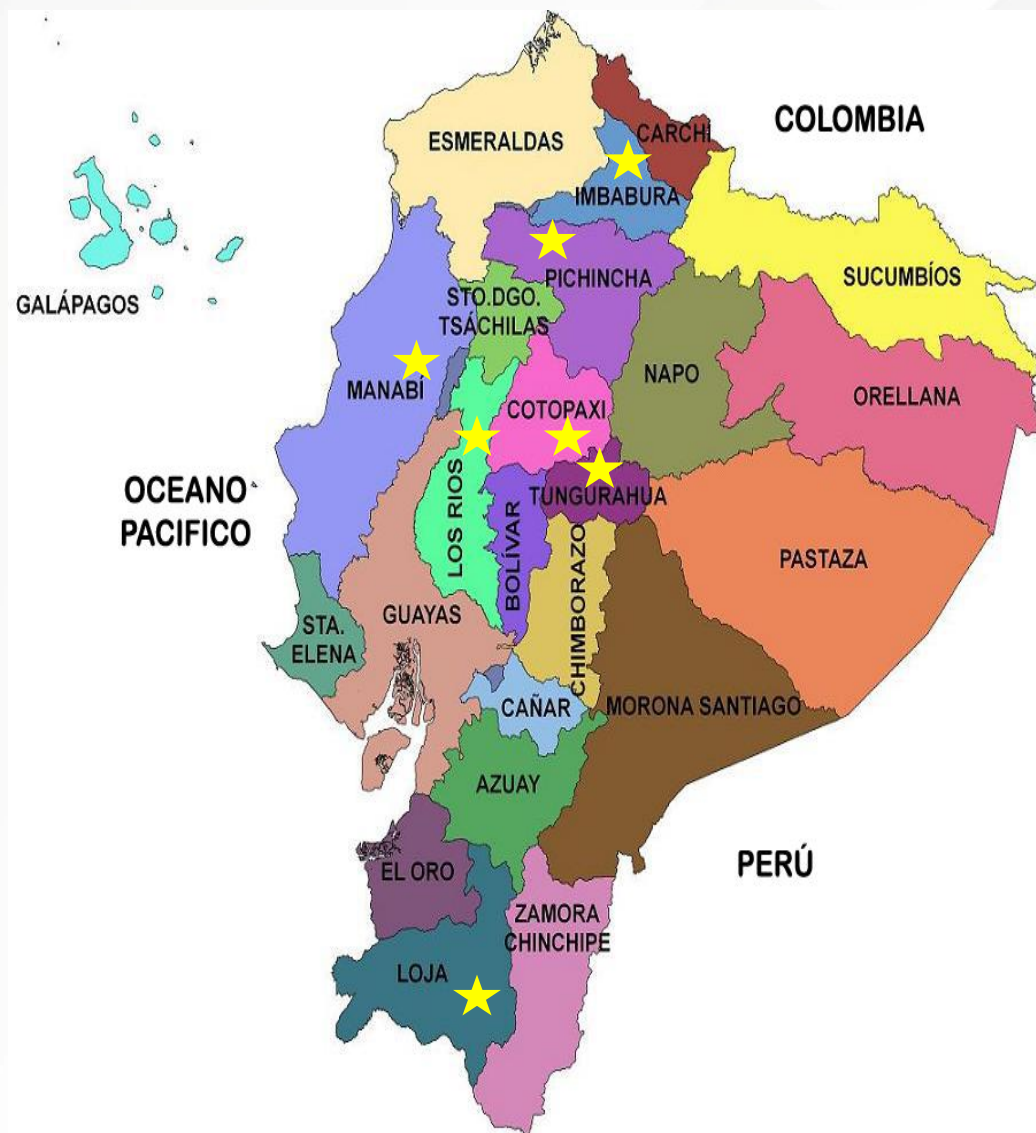 COLOMBIA
CARCHÍ
ESMERALDAS
IMBABURA
PICHINCHA
SUCUMBÍOS
GALÁPAGOS
STO.DGO.
TSÁCHILAS
NAPO
MANABÍ
ORELLANA
COTOPAXI
OCEANO
PACIFICO
TUNGURAHUA
LOS RIOS
BOLÍVAR
CHIMBORAZO
PASTAZA
GUAYAS
STA.
ELENA
CAÑAR
MORONA SANTIAGO
AZUAY
PERÚ
EL ORO
ZAMORA
CHINCHIPE
LOJA